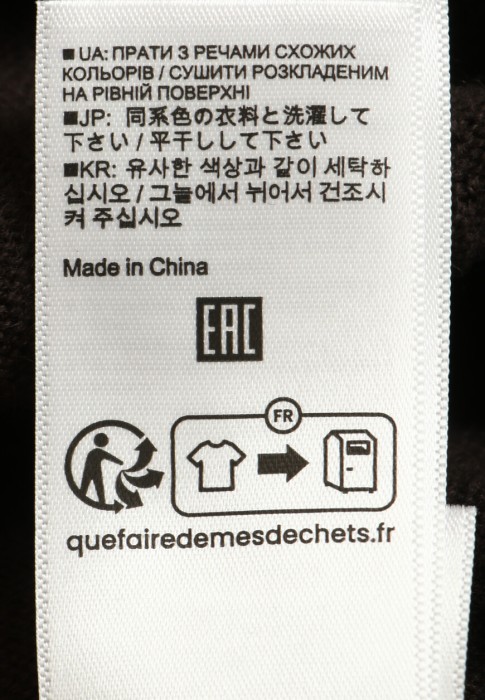 ■ UA: ПРАТИ З РЕЧАМИ СХОЖИХ
КОЛЬОРІВ / СУШИТИ РОЗКЛАДЕНИМ
НА РІВНІЙ ПОВЕРХНІ
■JP: 同系色の衣料と洗濯して
下さい / 平干しして下さい
■KR: 유사한 색상과 같이 세탁하
십시오 / 그늘에서 뉘어서 건조시
켜 주십시오
Made in China
EAC
FR
quefairedemesdechets.fr